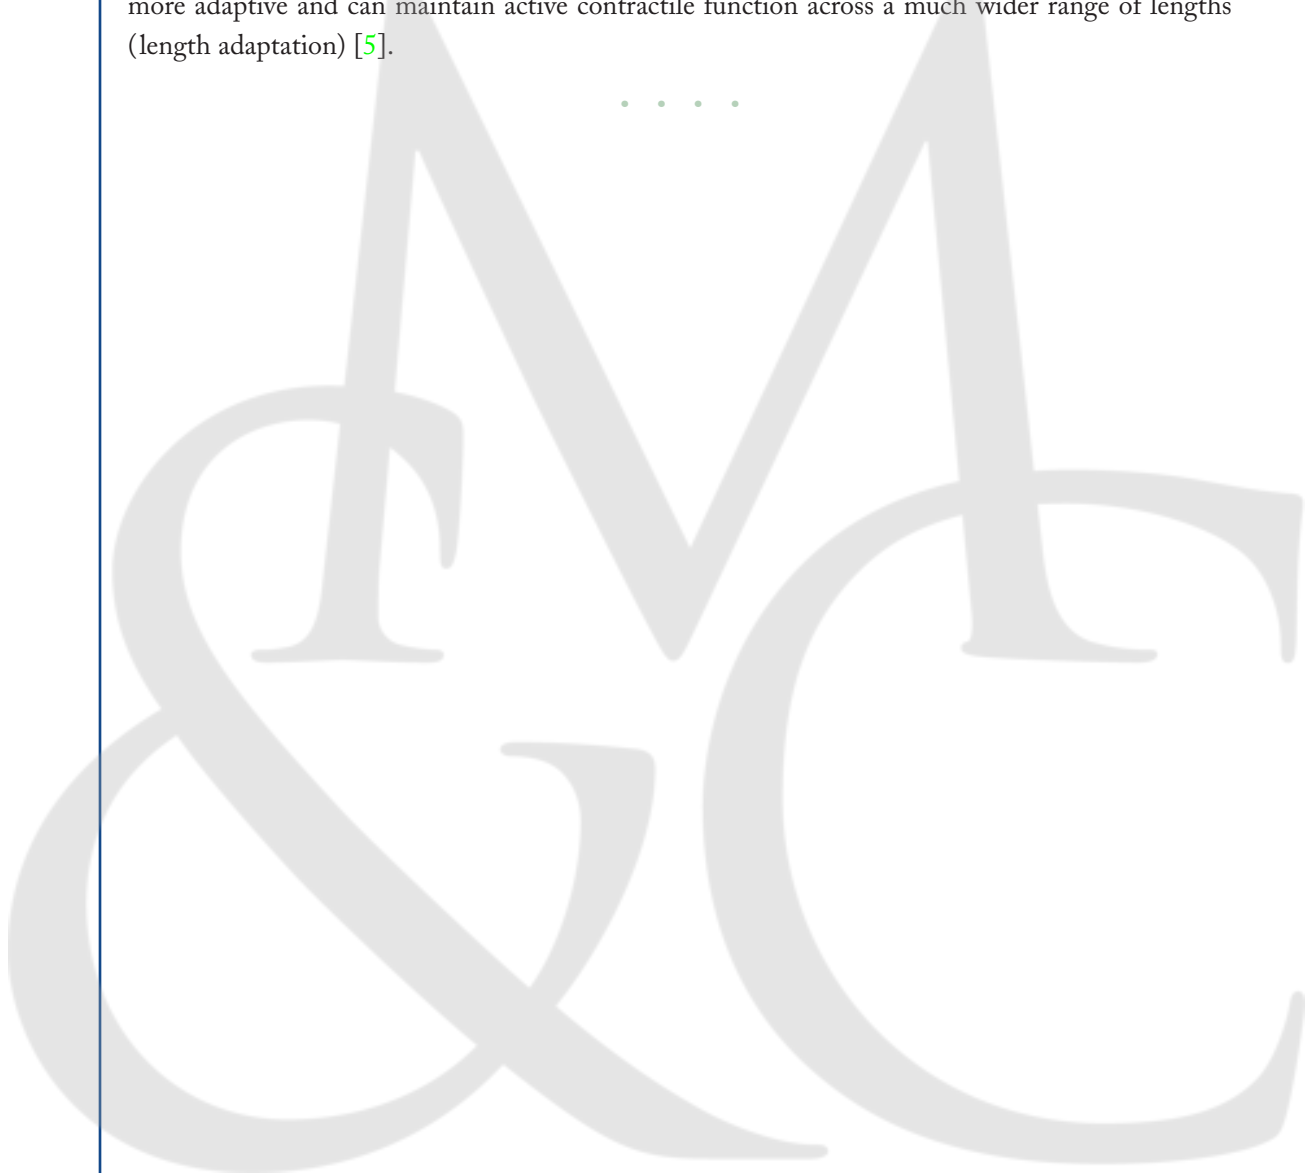 more adaptive and can maintain active contractile function across a much wider range of lengths
(length adaptation) [5].
M
& C